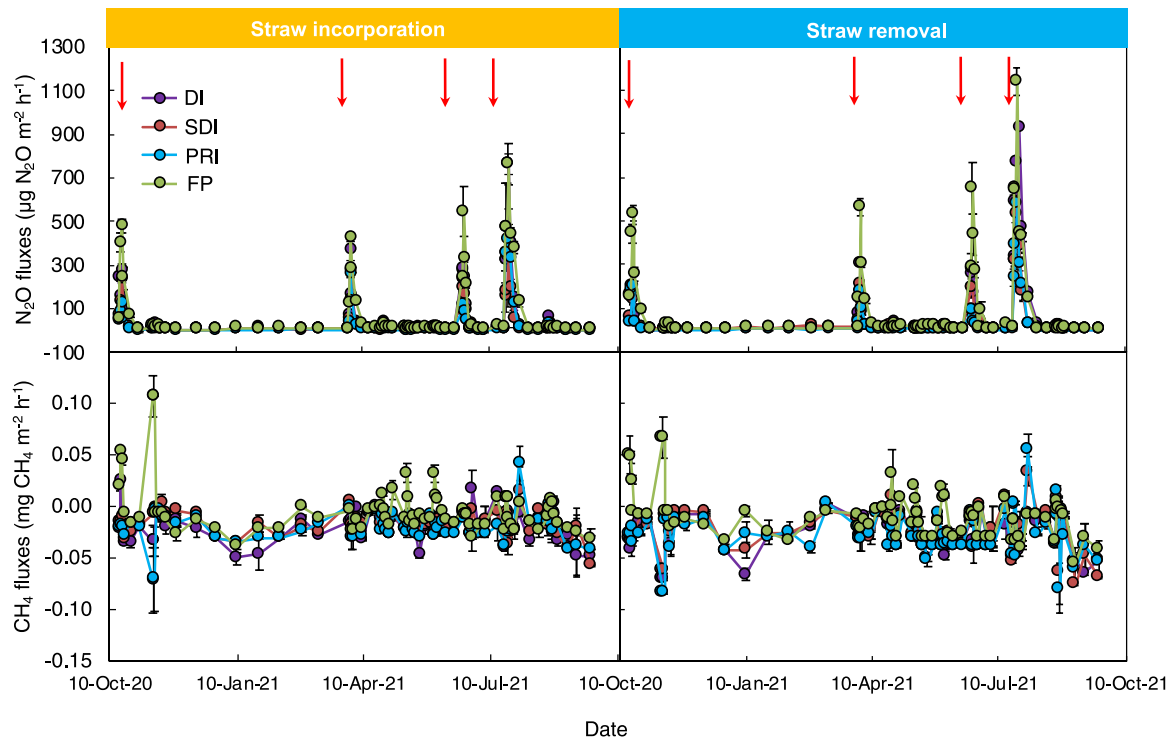 Straw incorporation
Straw removal
N₂O fluxes (µg N₂O m⁻² h⁻¹)
1300
1100
900
700
500
300
100
-100
DI
SDI
PRI
FP
CH₄ fluxes (mg CH₄ m⁻² h⁻¹)
0.10
0.05
0.00
-0.05
-0.10
-0.15
10-Oct-20
10-Jan-21
10-Apr-21
10-Jul-21
10-Oct-20
10-Jan-21
10-Apr-21
10-Jul-21
10-Oct-21
Date